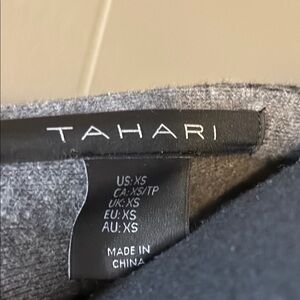 TAHARI
US:XS
CA:XS/TP
UK:XS
EU:XS
AU:XS
MADE IN
CHINA